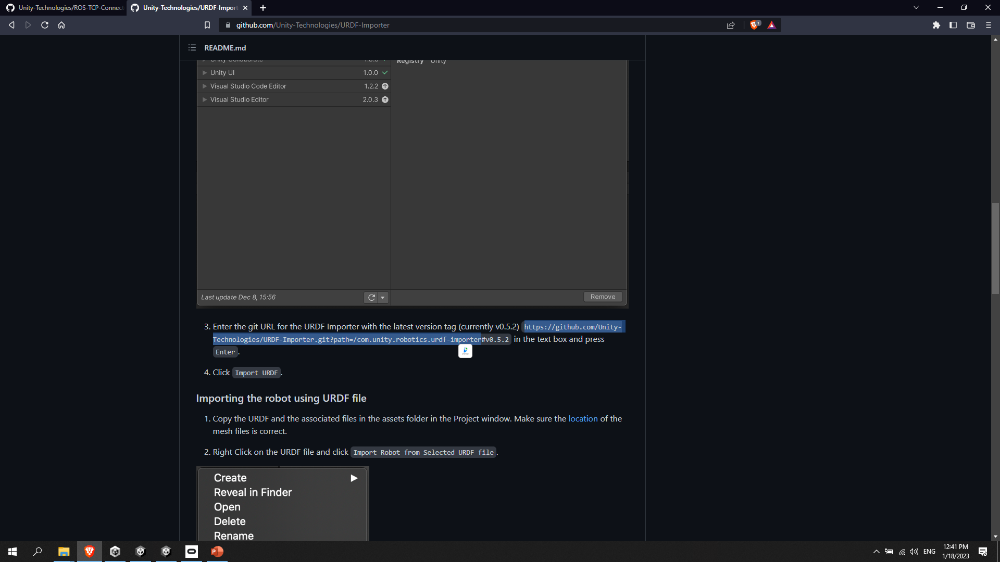 Unity-Technologies/ROS-TCP-Connect
Unity-Technologies/URDF-Import
github.com/Unity-Technologies/URDF-Importer
1
README.md
Unity Collaborate
Registry Unity
Unity UI 1.0.0
Visual Studio Code Editor 1.2.2
Visual Studio Editor 2.0.3
Last update Dec 8, 15:56
Remove
3. Enter the git URL for the URDF Importer with the latest version tag (currently v0.5.2) https://github.com/Unity-
Technologies/URDF-Importer.git?path=/com.unity.robotics.urdf-importer#v0.5.2 in the text box and press
Enter.
4. Click Import URDF.
Importing the robot using URDF file
1. Copy the URDF and the associated files in the assets folder in the Project window. Make sure the location of the
mesh files is correct.
2. Right Click on the URDF file and click Import Robot from Selected URDF file.
Create
Reveal in Finder
Open
Delete
Rename
ENG
12:41 PM
1/18/2023